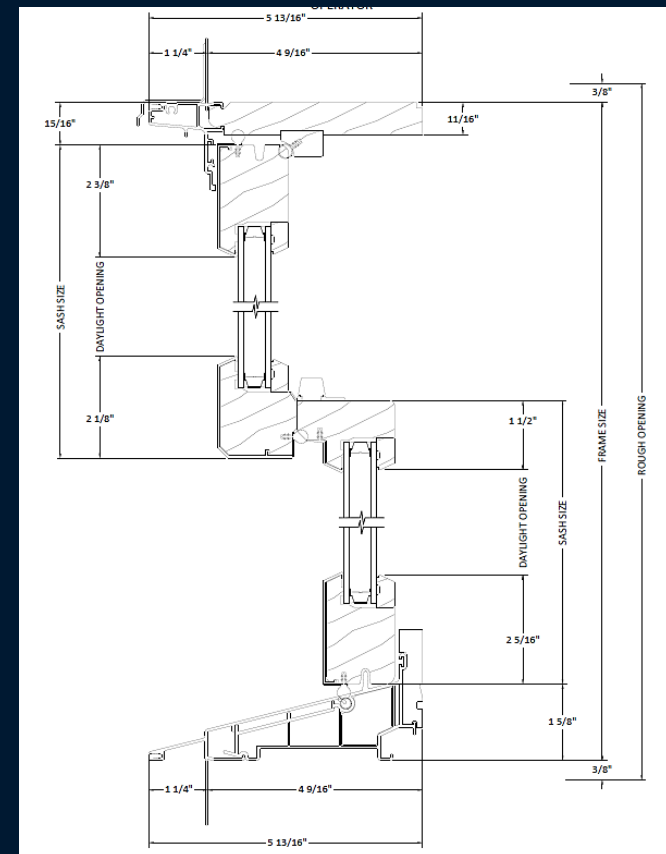 OPERATOR
5 13/16"
1 1/4"
4 9/16"
3/8"
15/16"
11/16"
2 3/8"
SASH SIZE
DAYLIGHT OPENING
2 1/8"
1 1/2"
DAYLIGHT OPENING
SASH SIZE
FRAME SIZE
ROUGH OPENING
2 5/16"
1 5/8"
3/8"
1 1/4"
4 9/16"
5 13/16"